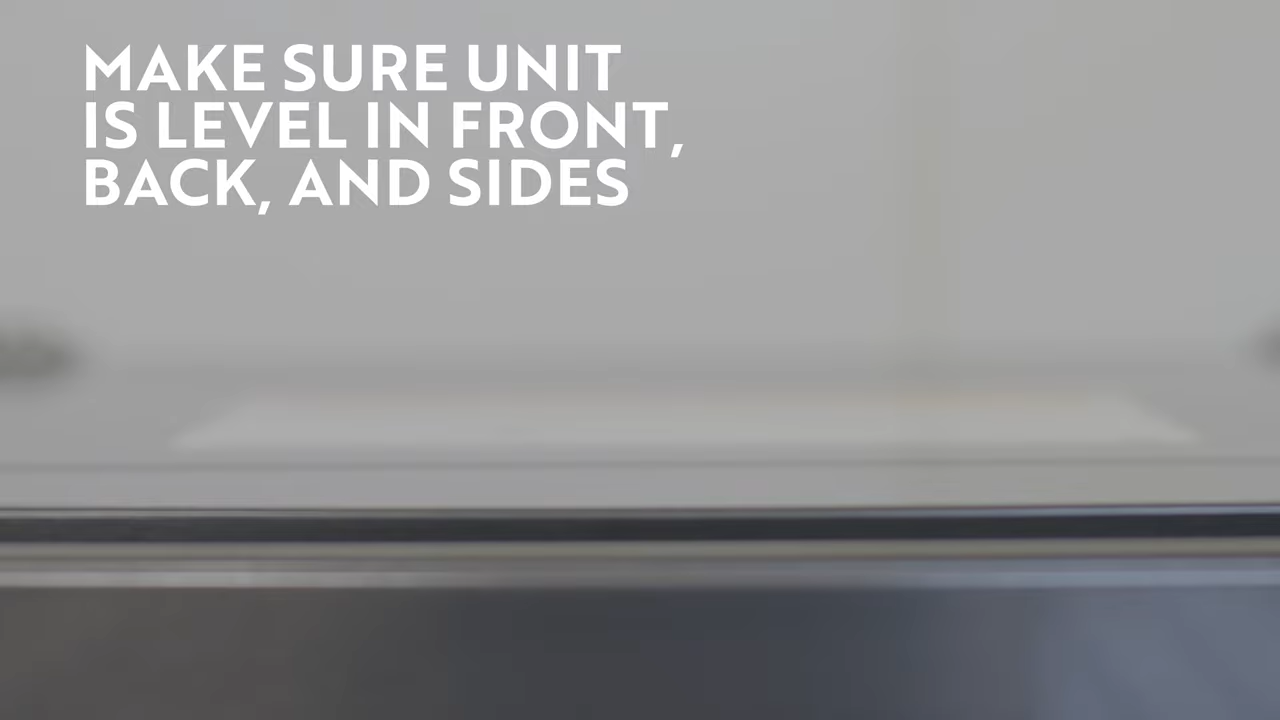 MAKE SURE UNIT
IS LEVEL IN FRONT,
BACK, AND SIDES